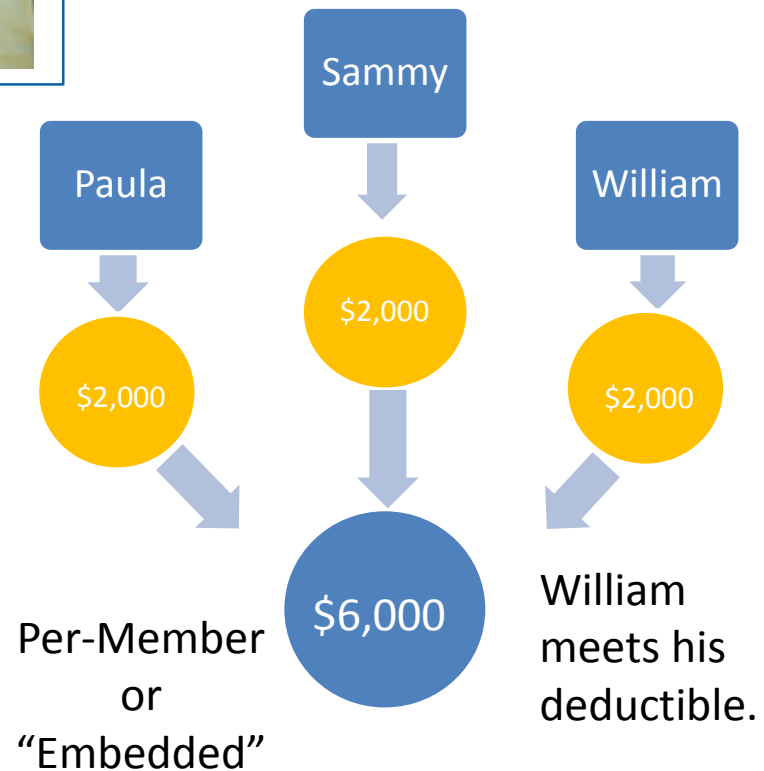 Sammy
Paula
William
$2,000
$2,000
$2,000
$6,000
Per-Member
or
“Embedded”
William
meets his
deductible.